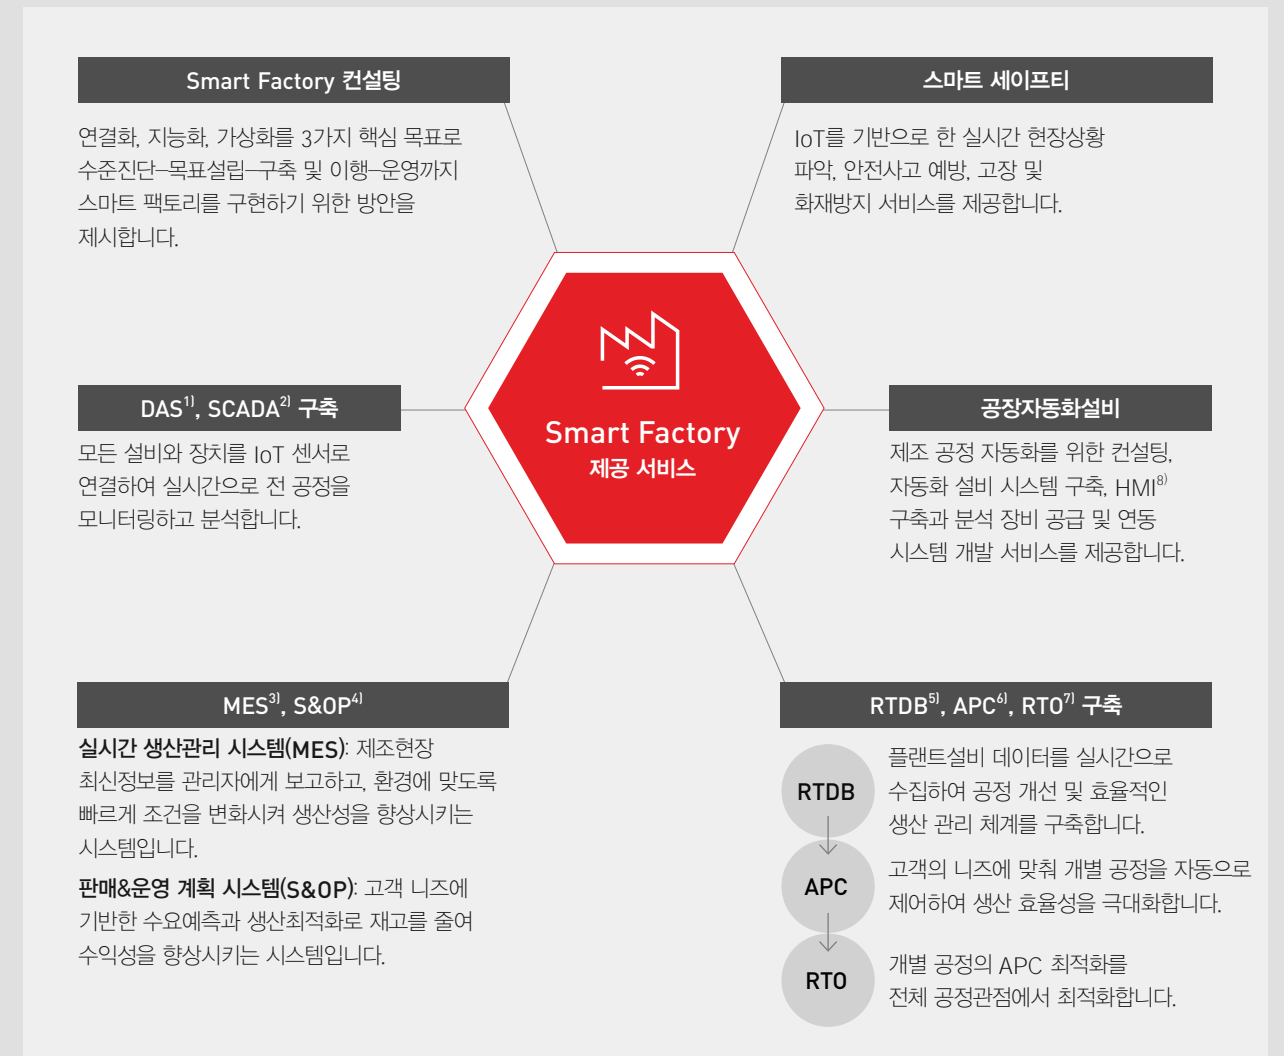 Smart Factory 컨설팅
연결화, 지능화, 가상화를 3가지 핵심 목표로
수준진단–목표설립–구축 및 이행–운영까지
스마트 팩토리를 구현하기 위한 방안을
제시합니다.
스마트 세이프티
IoT를 기반으로 한 실시간 현장상황
파악, 안전사고 예방, 고장 및
화재방지 서비스를 제공합니다.
Smart Factory
제공 서비스
DAS1), SCADA2) 구축
모든 설비와 장치를 IoT 센서로
연결하여 실시간으로 전 공정을
모니터링하고 분석합니다.
공장자동화설비
제조 공정 자동화를 위한 컨설팅,
자동화 설비 시스템 구축, HMI8)
구축과 분석 장비 공급 및 연동
시스템 개발 서비스를 제공합니다.
MES3), S&OP4)
실시간 생산관리 시스템(MES): 제조현장
최신정보를 관리자에게 보고하고, 환경에 맞도록
빠르게 조건을 변화시켜 생산성을 향상시키는
시스템입니다.
판매&운영 계획 시스템(S&OP): 고객 니즈에
기반한 수요예측과 생산최적화로 재고를 줄여
수익성을 향상시키는 시스템입니다.
RTDB5), APC6), RTO7) 구축
RTDB
플랜트설비 데이터를 실시간으로
수집하여 공정 개선 및 효율적인
생산 관리 체계를 구축합니다.
APC
고객의 니즈에 맞춰 개별 공정을 자동으로
제어하여 생산 효율성을 극대화합니다.
RTO
개별 공정의 APC 최적화를
전체 공정관점에서 최적화합니다.